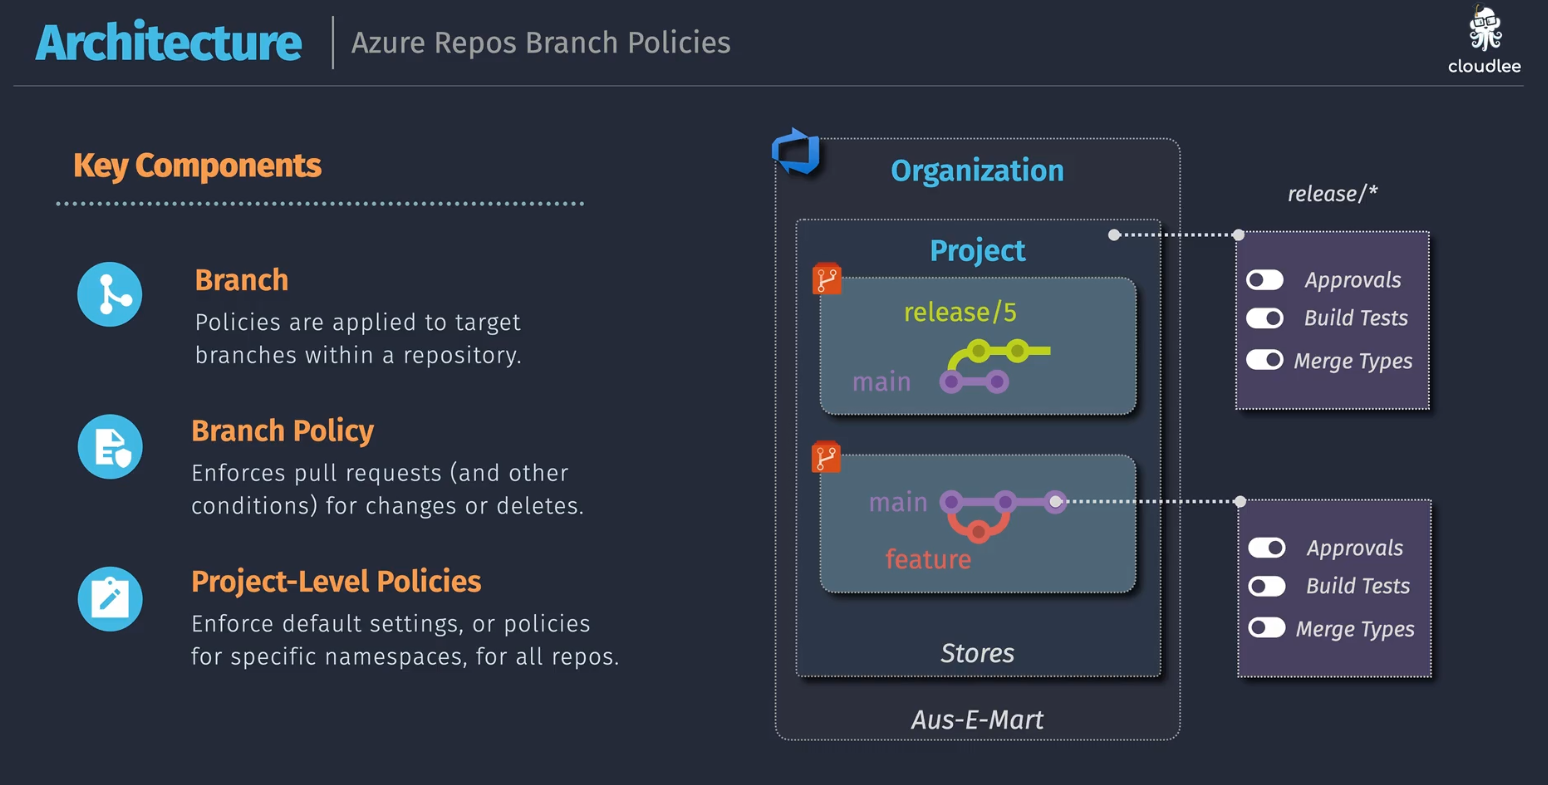 Architecture
Azure Repos Branch Policies
cloudlee
Key Components
Branch
Policies are applied to target
branches within a repository.
Branch Policy
Enforces pull requests (and other
conditions) for changes or deletes.
Project-Level Policies
Enforce default settings, or policies
for specific namespaces, for all repos.
Organization
Project
release/5
main
main
feature
Stores
Aus-E-Mart
release/*
Approvals
Build Tests
Merge Types
Approvals
Build Tests
Merge Types